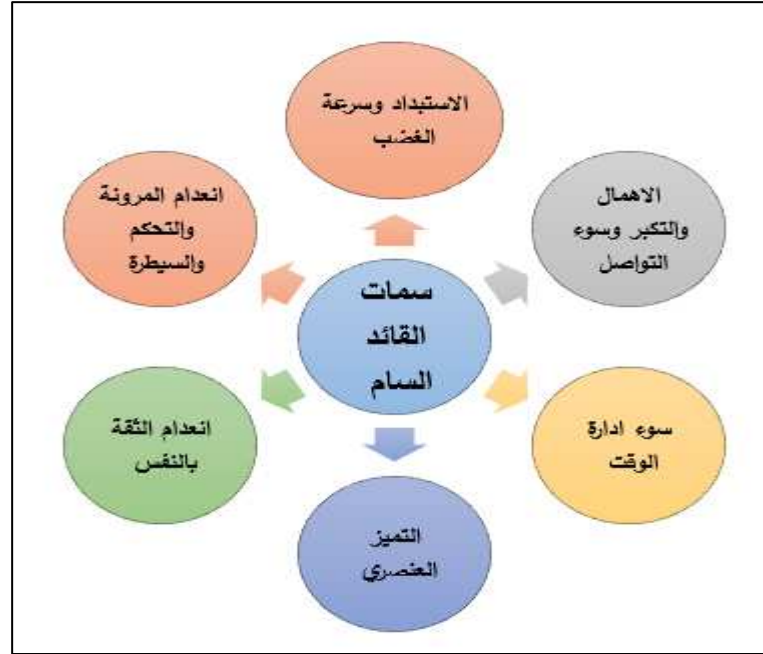 الاستبداد وسرعة
الغضب
الاهمال
والتكبر وسوء
التواصل
سوء ادارة
الوقت
التميز
العنصري
انعدام الثقة
بالنفس
انعدام المرونة
والتحكم
والسيطرة
سمات
القائد
السام